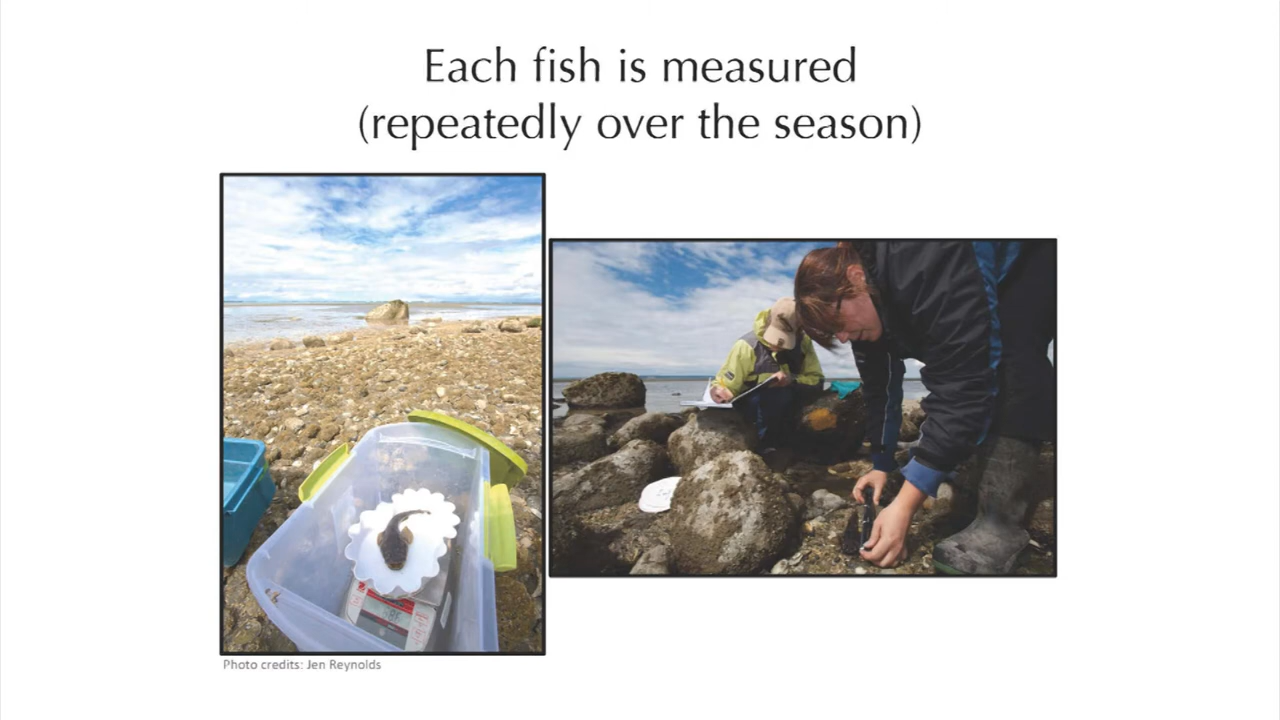 Each fish is measured
(repeatedly over the season)
Photo credits: Jen Reynolds